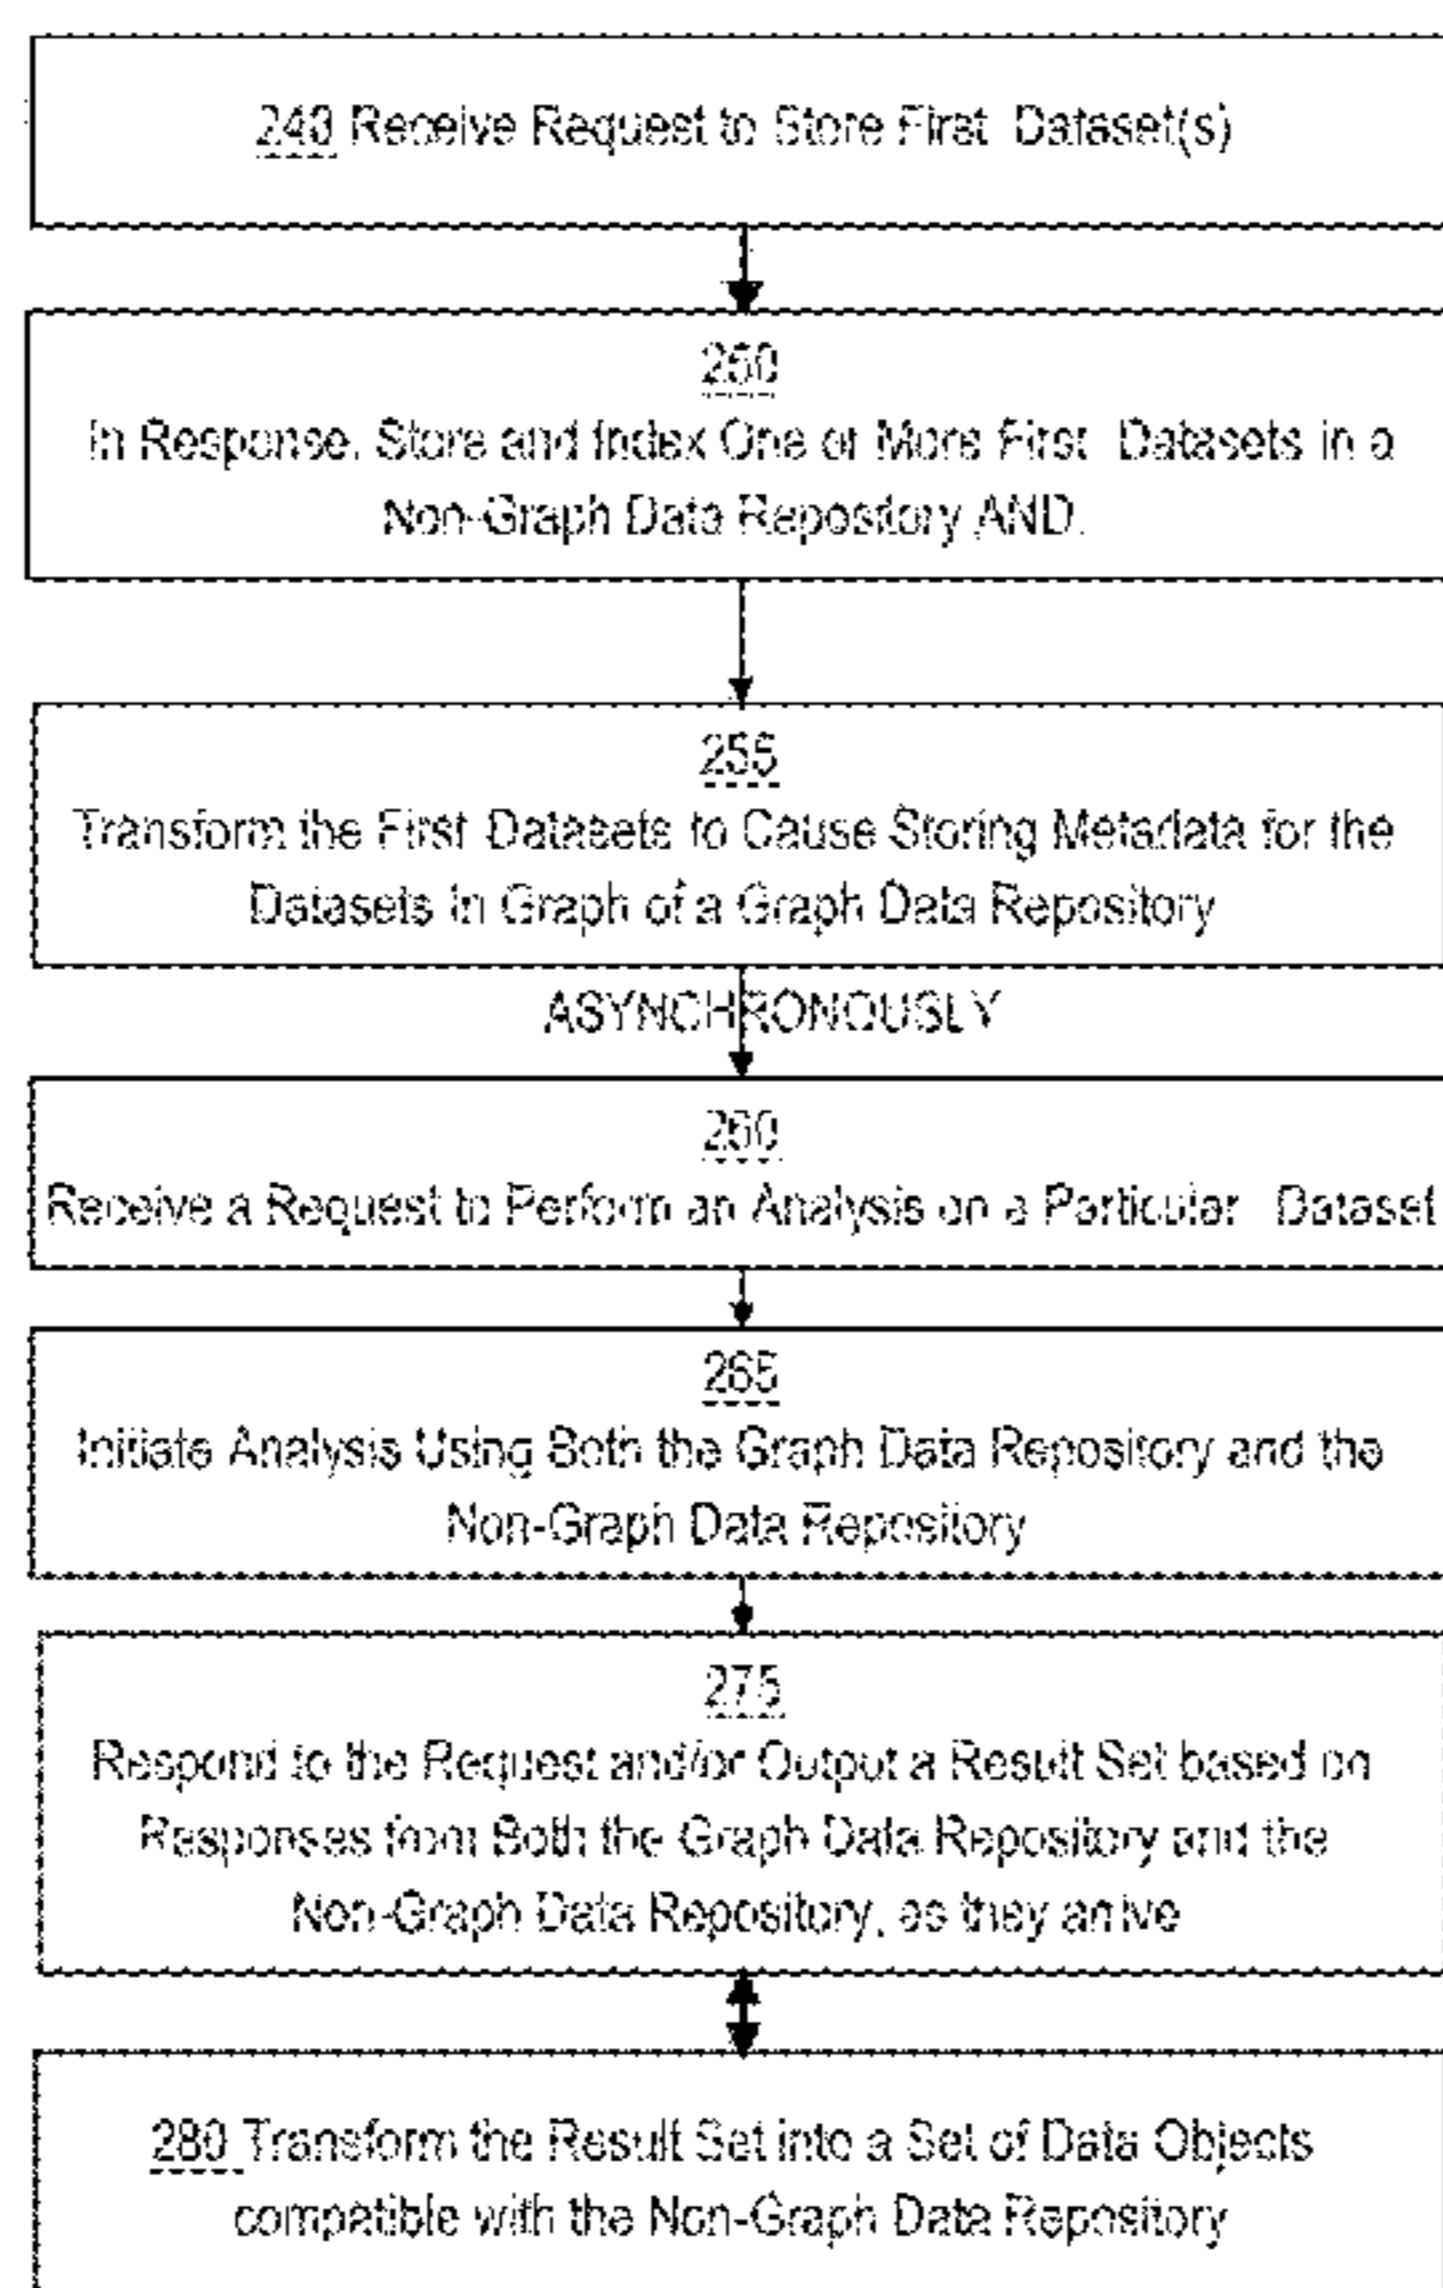 240 Receive Request to Store First Dataset(s)
250
In Response, Store and Index One or More First Datasets in a
Non-Graph Data Repository AND.
255
Transform the First Datasets to Cause Storing Metadata for the
Datasets in Graph of a Graph Data Repository
ASYNCHRONOUSLY
260
Receive a Request to Perform an Analysis on a Particular Dataset
265
Initiate Analysis Using Both the Graph Data Repository and the
Non-Graph Data Repository
275
Respond to the Request and/or Output a Result Set based on
Responses from Both the Graph Data Repository and the
Non-Graph Data Repository, as they arrive
280 Transform the Result Set into a Set of Data Objects
compatible with the Non-Graph Data Repository